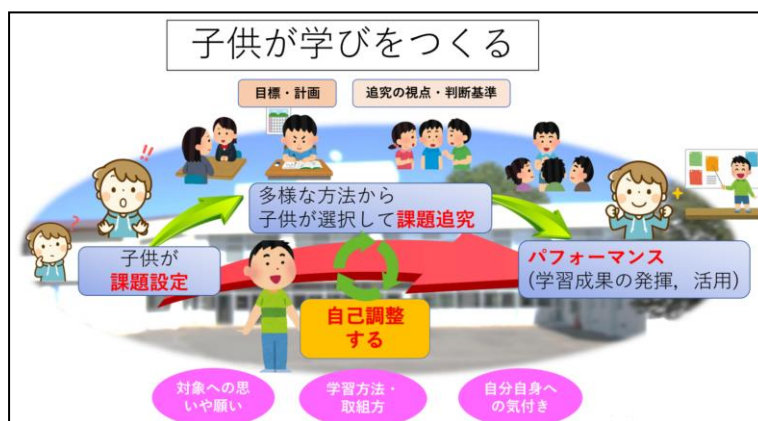 子供が学びをつくる
目標・計画
追究の視点・判断基準
多様な方法から
子供が選択して課題追究
子供が
課題設定
パフォーマンス
(学習成果の発揮，活用)
自己調整
する
対象への思
いや願い
学習方法・
取組方
自分自身へ
の気付き